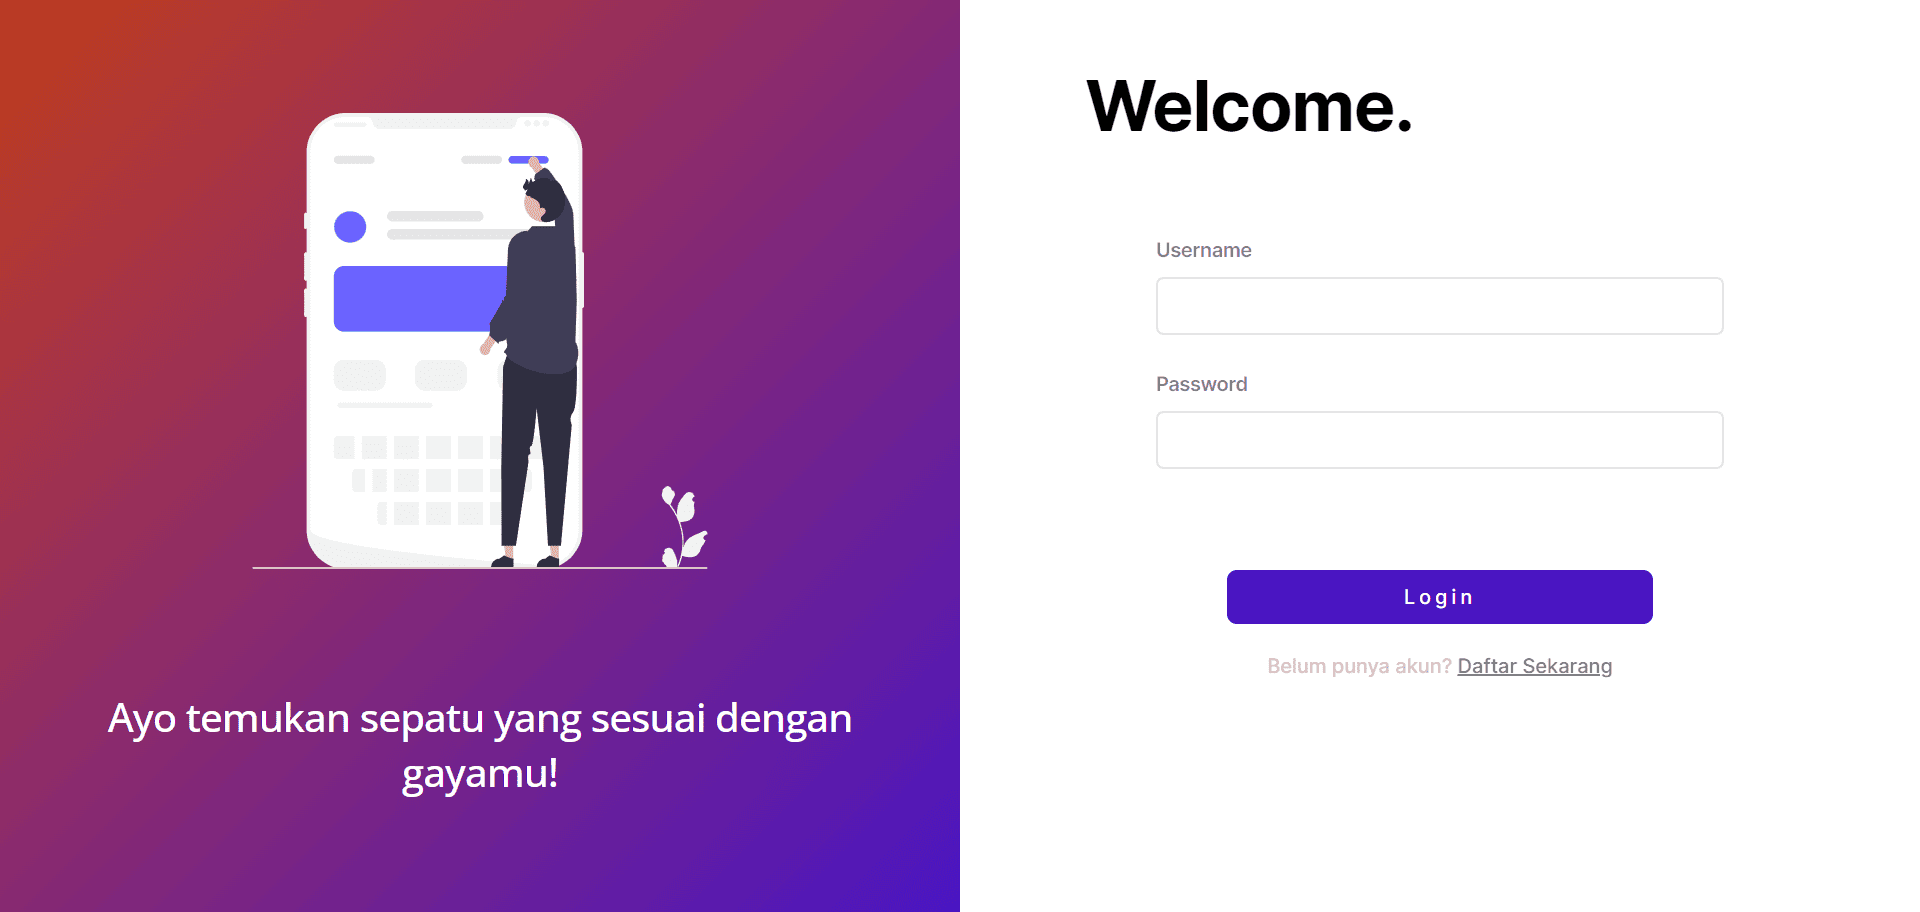 Ayo temukan sepatu yang sesuai dengan
gayamu!
Welcome.
Username
Password
Login
Belum punya akun? Daftar Sekarang